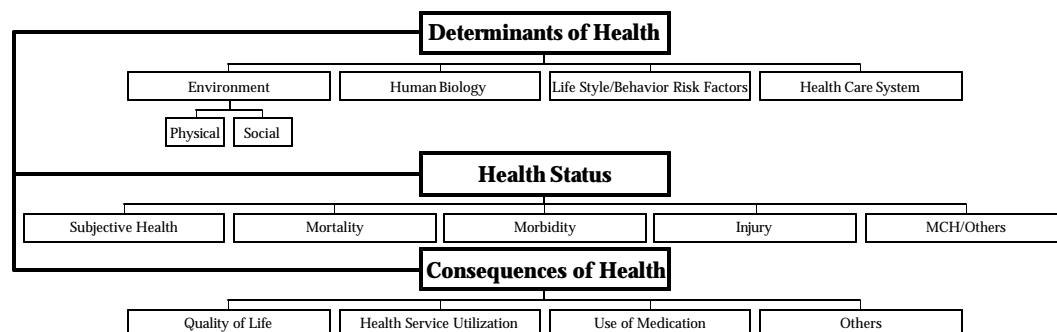 Determinants of Health
Environment
Human Biology
Life Style/Behavior Risk Factors
Health Care System
Physical
Social
Health Status
Subjective Health
Mortality
Morbidity
Injury
MCH/Others
Consequences of Health
Quality of Life
Health Service Utilization
Use of Medication
Others